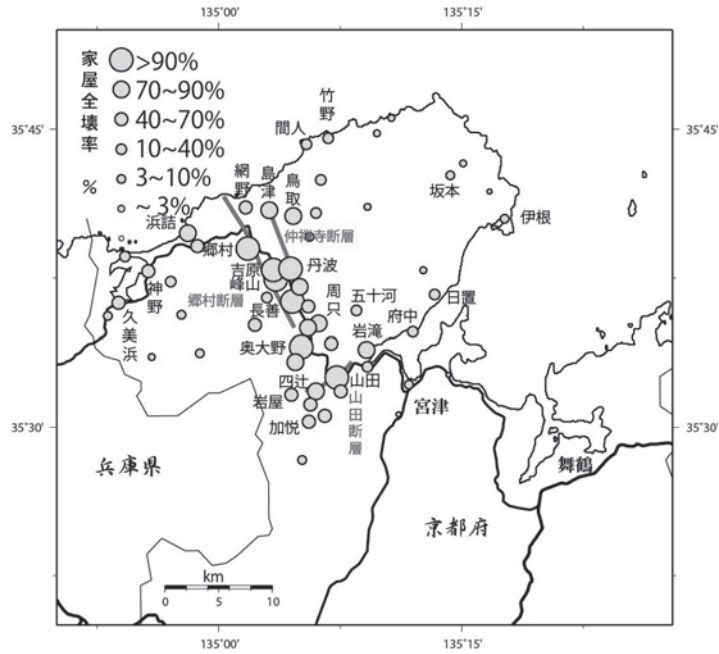 135°00'
135°15'
家屋全壊率 %
>90%
70~90%
40~70%
10~40%
3~10%
~ 3%
35°45'
35°45'
竹野
間人
網野
島津
鳥取
坂本
伊根
浜詰
仲禅寺断層
郷村
吉原
丹波
峰山
神野
郷村断層
長善
周只
五十河
日置
久美浜
府中
岩滝
奥大野
四辻
山田
岩屋
山田断層
宮津
加悦
35°30'
35°30'
兵庫県
舞鶴
京都府
km
0
5
10
135°00'
135°15'